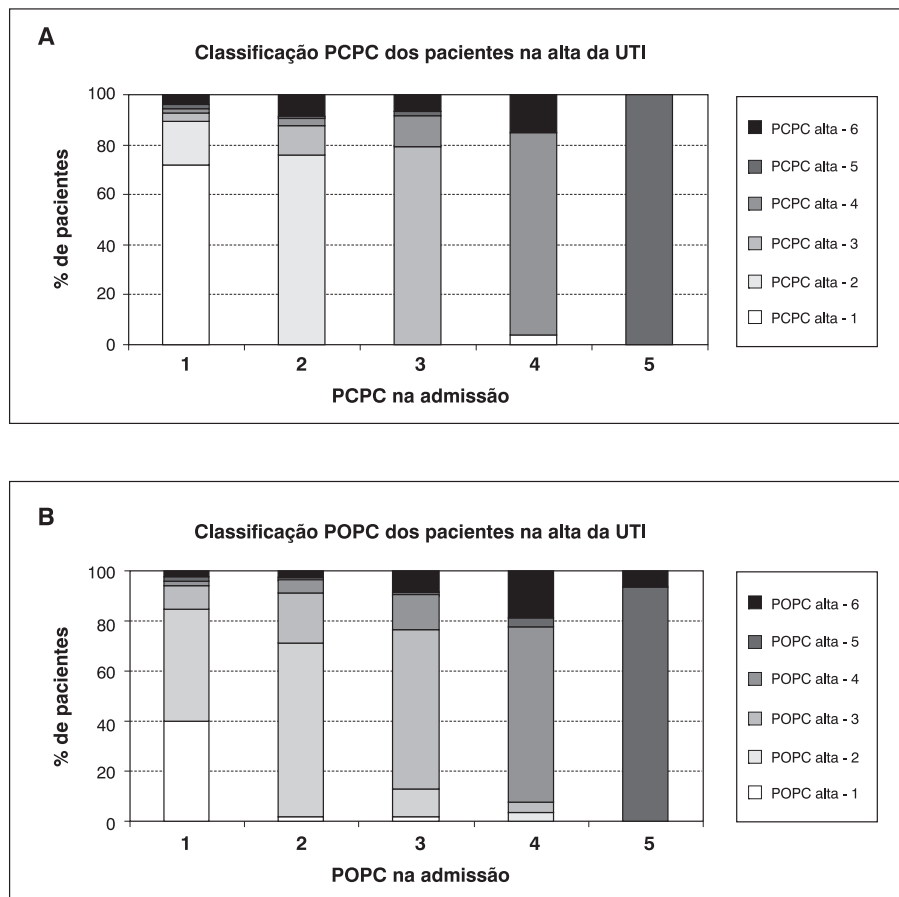 A
Classificação PCPC dos pacientes na alta da UTI
% de pacientes
100
80
60
40
20
0
1 2 3 4 5
PCPC na admissão
PCPC alta - 6
PCPC alta - 5
PCPC alta - 4
PCPC alta - 3
PCPC alta - 2
PCPC alta - 1
B
Classificação POPC dos pacientes na alta da UTI
% de pacientes
100
80
60
40
20
0
1 2 3 4 5
POPC na admissão
POPC alta - 6
POPC alta - 5
POPC alta - 4
POPC alta - 3
POPC alta - 2
POPC alta - 1